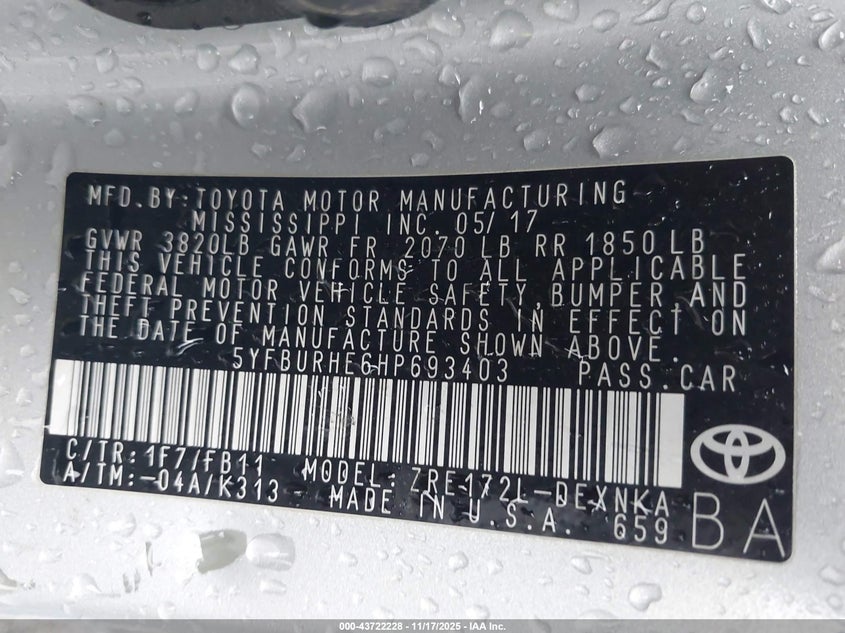 MFD.BY:TOYOTA MOTOR MANUFACTURING
MISSISSIPPI INC. 05/17
GVWR 3820LB GAWR FR 2070 LB RR 1850 LB
THIS VEHICLE CONFORMS TO ALL APPLICABLE
FEDERAL MOTOR VEHICLE SAFETY,BUMPER AND
THEFT PREVENTION STANDARDS IN EFFECT ON
THE DATE OF MANUFACTURE SHOWN ABOVE.
5YFBURHE6HP693403 PASS.CAR
C/TR:1F7/FB11 MODEL:ZRE172L-DEXNKA
A/TM:-04A/K313 MADE IN U.S.A. 659
BA
000-43722228 - 11/17/2025 - IAA Inc.